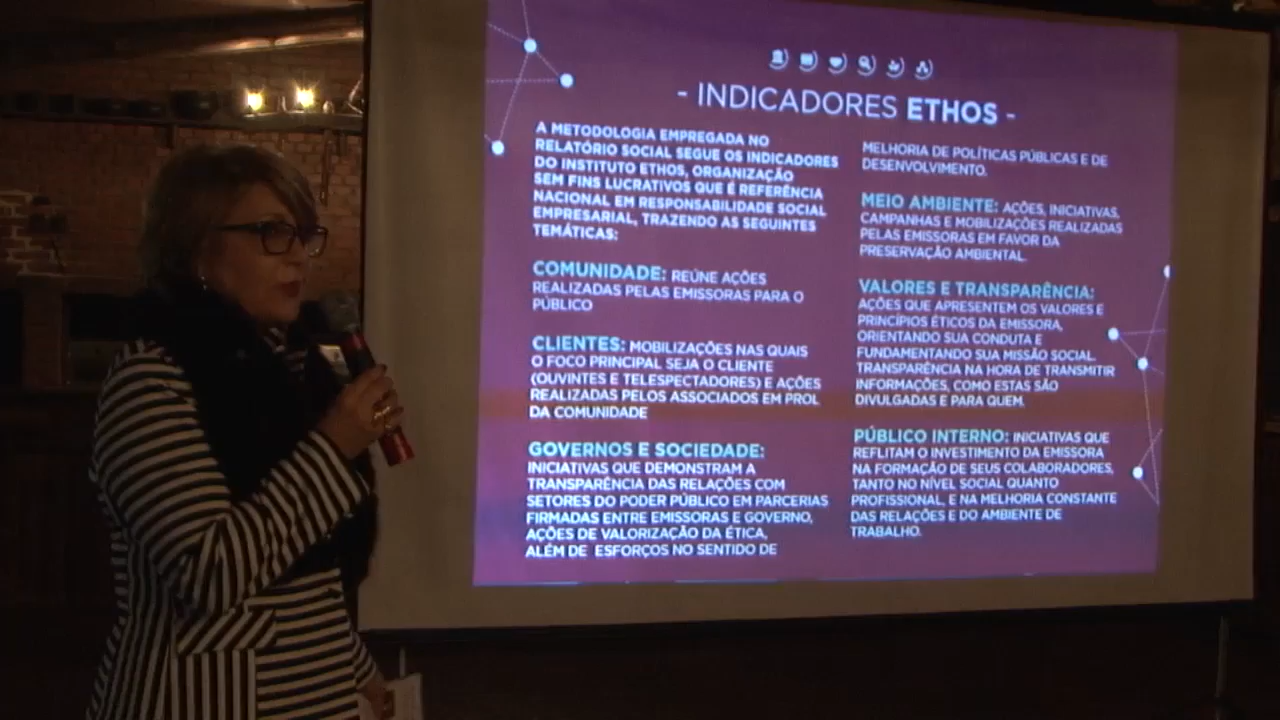 - INDICADORES ETHOS -
A METODOLOGIA EMPREGADA NO
RELATÓRIO SOCIAL SEGUE OS INDICADORES
DO INSTITUTO ETHOS, ORGANIZAÇÃO
SEM FINS LUCRATIVOS QUE É REFERÊNCIA
NACIONAL EM RESPONSABILIDADE SOCIAL
EMPRESARIAL, TRAZENDO AS SEGUINTES
TEMÁTICAS:
COMUNIDADE: REÚNE AÇÕES
REALIZADAS PELAS EMISSORAS PARA O
PÚBLICO
CLIENTES: MOBILIZAÇÕES NAS QUAIS
O FOCO PRINCIPAL SEJA O CLIENTE
(OUVINTES E TELESPECTADORES) E AÇÕES
REALIZADAS PELOS ASSOCIADOS EM PROL
DA COMUNIDADE
GOVERNOS E SOCIEDADE:
INICIATIVAS QUE DEMONSTRAM A
TRANSPARÊNCIA DAS RELAÇÕES COM
SETORES DO PODER PÚBLICO EM PARCERIAS
FIRMADAS ENTRE EMISSORAS E GOVERNO,
AÇÕES DE VALORIZAÇÃO DA ÉTICA,
ALÉM DE ESFORÇOS NO SENTIDO DE
MELHORIA DE POLÍTICAS PÚBLICAS E DE
DESENVOLVIMENTO.
MEIO AMBIENTE: AÇÕES, INICIATIVAS,
CAMPANHAS E MOBILIZAÇÕES REALIZADAS
PELAS EMISSORAS EM FAVOR DA
PRESERVAÇÃO AMBIENTAL.
VALORES E TRANSPARÊNCIA:
AÇÕES QUE APRESENTEM OS VALORES E
PRINCÍPIOS ÉTICOS DA EMISSORA,
ORIENTANDO SUA CONDUTA E
FUNDAMENTANDO SUA MISSÃO SOCIAL.
TRANSPARÊNCIA NA HORA DE TRANSMITIR
INFORMAÇÕES, COMO ESTAS SÃO
DIVULGADAS E PARA QUEM.
PÚBLICO INTERNO: INICIATIVAS QUE
REFLITAM O INVESTIMENTO DA EMISSORA
NA FORMAÇÃO DE SEUS COLABORADORES,
TANTO NO NÍVEL SOCIAL QUANTO
PROFISSIONAL, E NA MELHORIA CONSTANTE
DAS RELAÇÕES E DO AMBIENTE DE
TRABALHO.